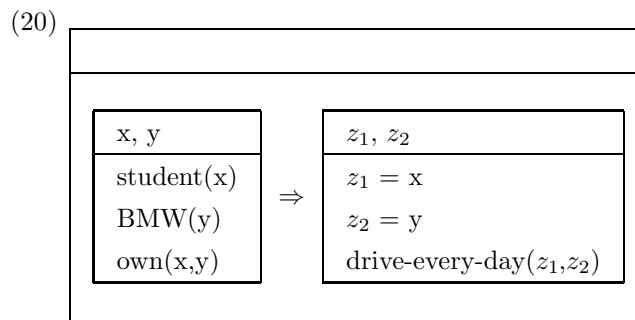 (20)
x, y
student(x)
BMW(y)
own(x,y)
⇒
z₁, z₂
z₁ = x
z₂ = y
drive-every-day(z₁,z₂)